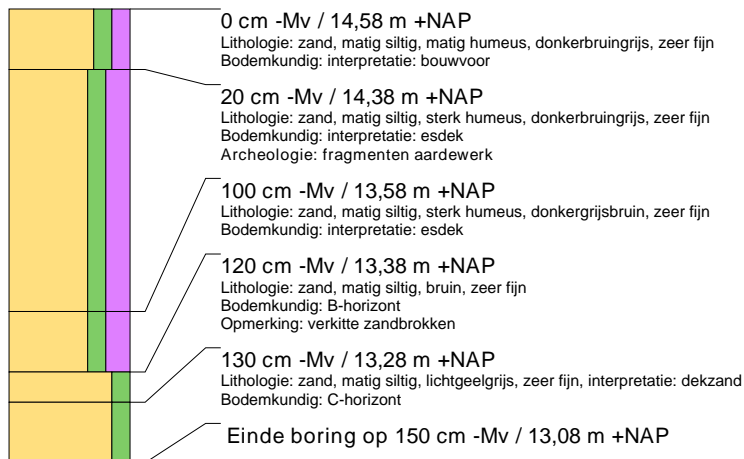 0 cm -Mv / 14,58 m +NAP
Lithologie: zand, matig siltig, matig humeus, donkerbruingrijs, zeer fijn
Bodemkundig: interpretatie: bouwvoor
20 cm -Mv / 14,38 m +NAP
Lithologie: zand, matig siltig, sterk humeus, donkerbruingrijs, zeer fijn
Bodemkundig: interpretatie: esdek
Archeologie: fragmenten aardewerk
100 cm -Mv / 13,58 m +NAP
Lithologie: zand, matig siltig, sterk humeus, donkergrijsbruin, zeer fijn
Bodemkundig: interpretatie: esdek
120 cm -Mv / 13,38 m +NAP
Lithologie: zand, matig siltig, bruin, zeer fijn
Bodemkundig: B-horizont
Opmerking: verkitte zandbrokken
130 cm -Mv / 13,28 m +NAP
Lithologie: zand, matig siltig, lichtgeelgrijs, zeer fijn, interpretatie: dekzand
Bodemkundig: C-horizont
Einde boring op 150 cm -Mv / 13,08 m +NAP